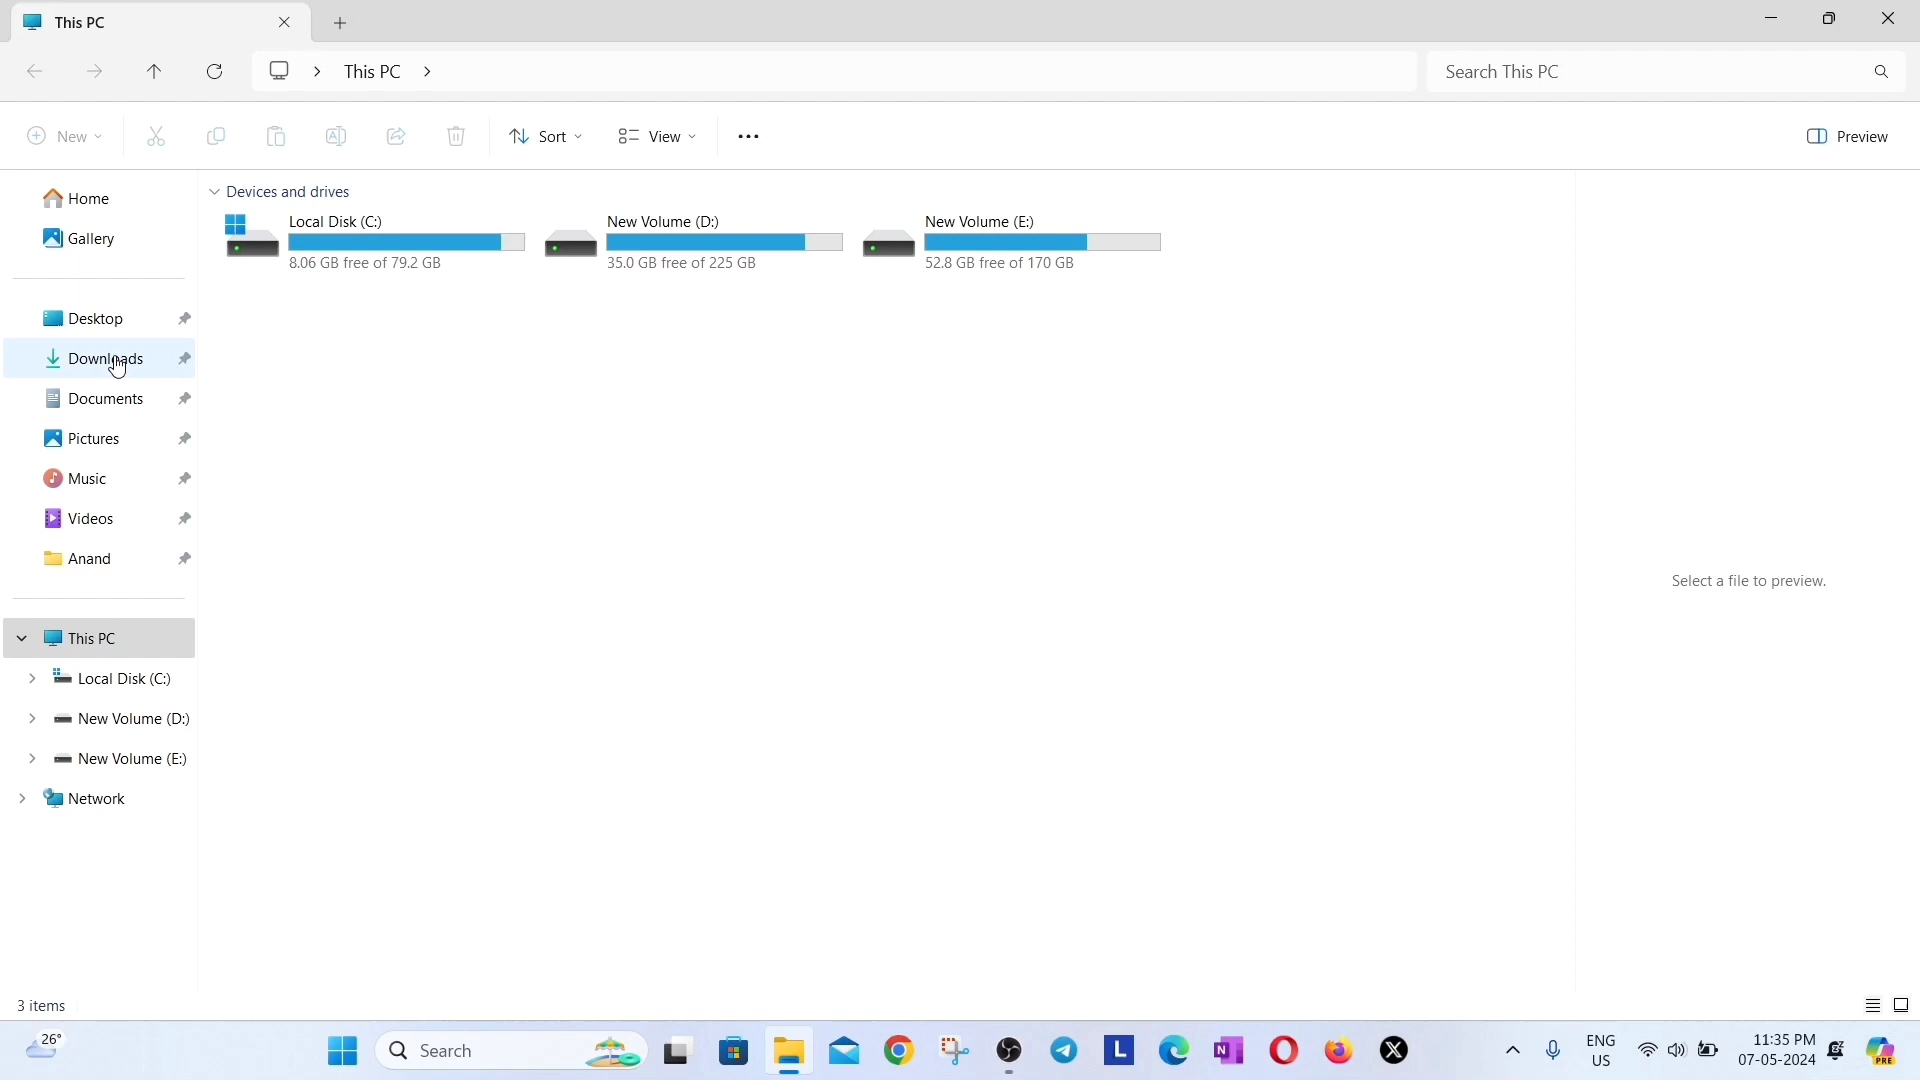 This PC
This PC
Search This PC
New
Sort
View
Preview
Home
Gallery
Desktop
Downloads
Documents
Pictures
Music
Videos
Anand
This PC
Local Disk (C:)
New Volume (D:)
New Volume (E:)
Network
Devices and drives
Local Disk (C:)
8.06 GB free of 79.2 GB
New Volume (D:)
35.0 GB free of 225 GB
New Volume (E:)
52.8 GB free of 170 GB
Select a file to preview.
3 items
26°
Search
L
N
X
ENG
US
11:35 PM
07-05-2024
PRE